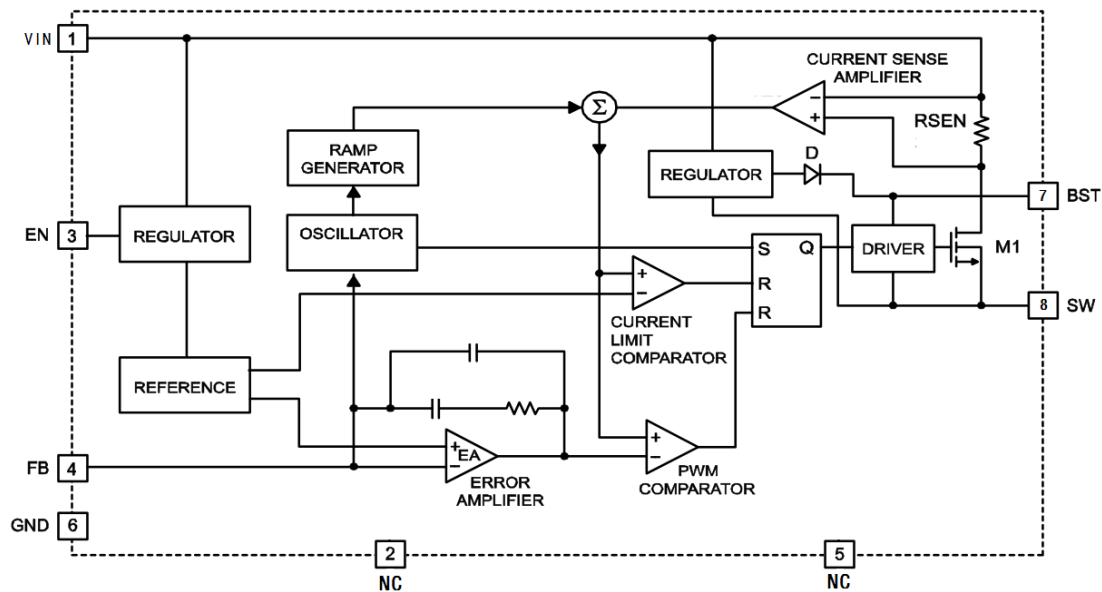 VIN 1
CURRENT SENSE
AMPLIFIER
−
+
Σ
RSEN
RAMP
GENERATOR
REGULATOR
D
7 BST
EN 3
REGULATOR
OSCILLATOR
S Q
DRIVER
M1
+
−
R
R
8 SW
CURRENT
LIMIT
COMPARATOR
REFERENCE
+
EA
−
+
−
FB 4
ERROR
AMPLIFIER
PWM
COMPARATOR
GND 6
2
NC
5
NC